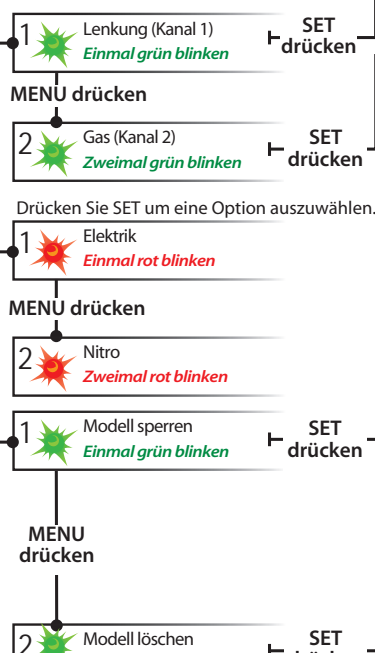 1 Lenkung (Kanal 1)
Einmal grün blinken
SET
drücken
MENU drücken
2 Gas (Kanal 2)
Zweimal grün blinken
SET
drücken
Drücken Sie SET um eine Option auszuwählen.
1 Elektrik
Einmal rot blinken
MENU drücken
2 Nitro
Zweimal rot blinken
1 Modell sperren
Einmal grün blinken
SET
drücken
MENU
drücken
2 Modell löschen
SET